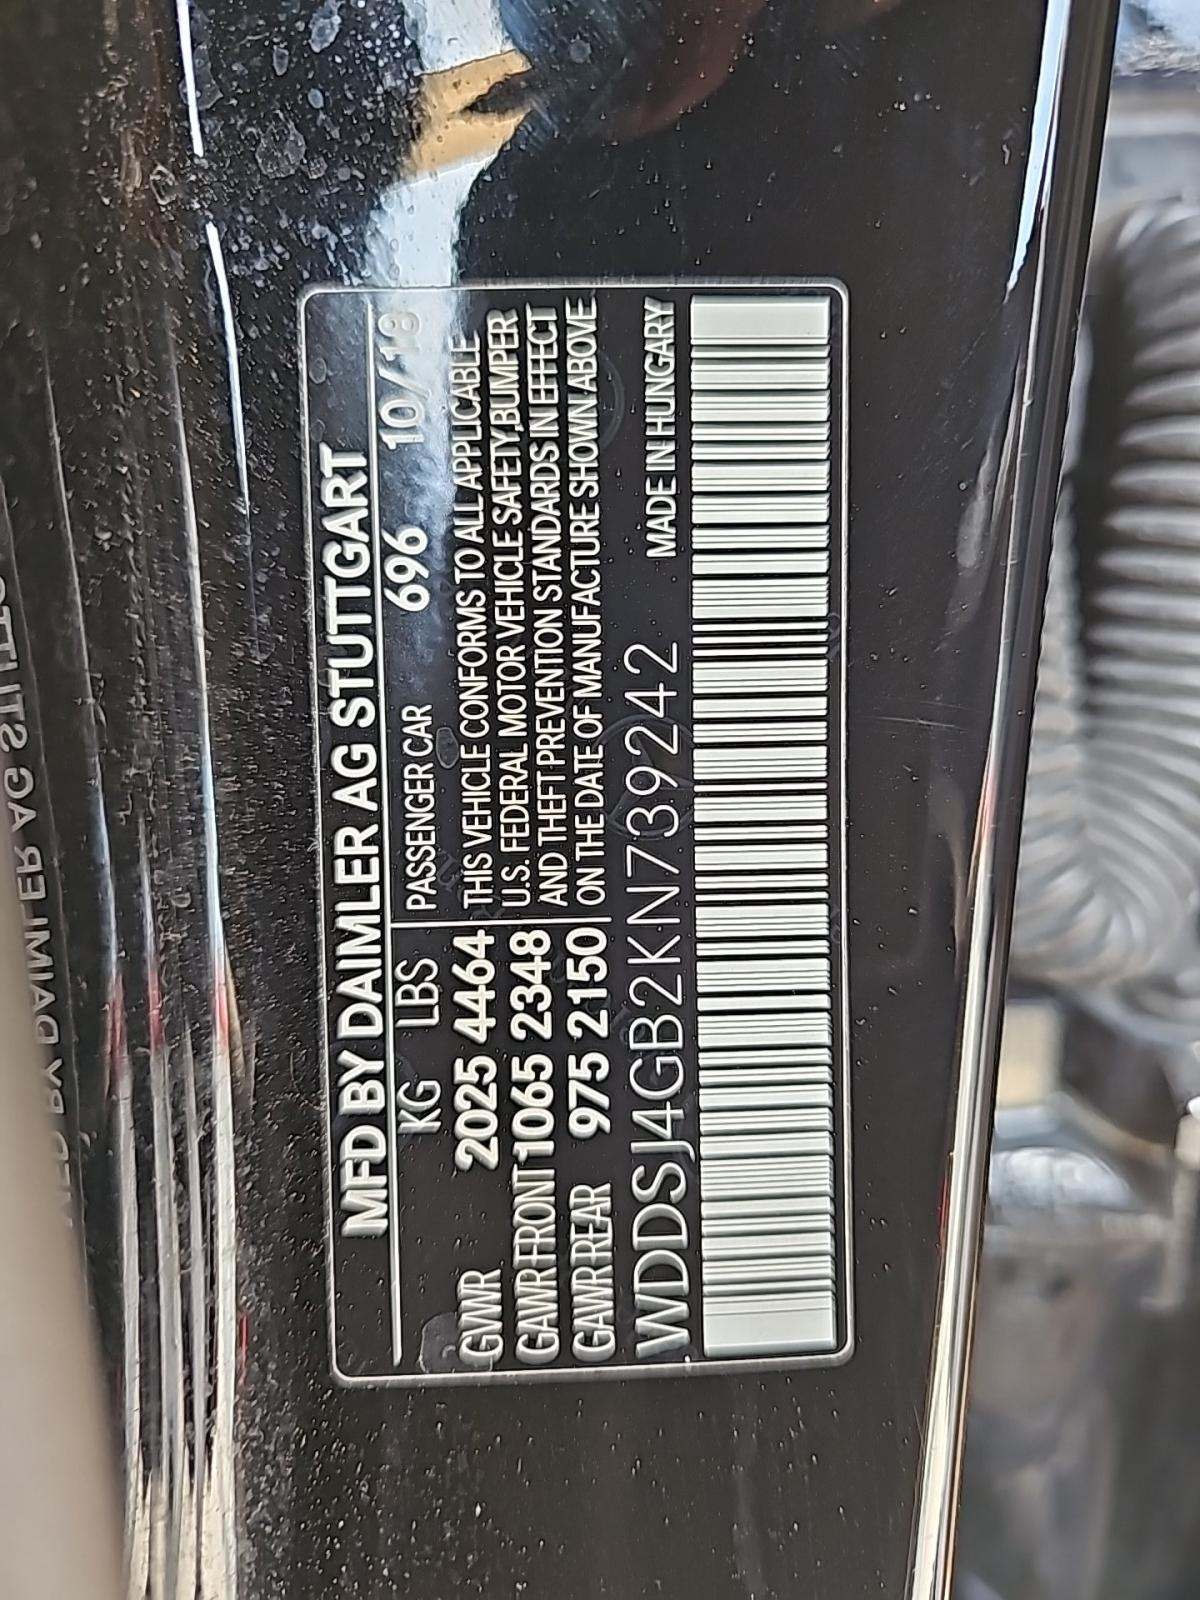 MFD BY DAIMLER AG STUTTGART
KG LBS PASSENGER CAR 696 10/18
GVWR 2025 4464 THIS VEHICLE CONFORMS TO ALL APPLICABLE
GAWR FRONT 1065 2348 U.S. FEDERAL MOTOR VEHICLE SAFETY, BUMPER
GAWR REAR 975 2150 AND THEFT PREVENTION STANDARDS IN EFFECT
ON THE DATE OF MANUFACTURE SHOWN ABOVE
WDDSJ4GB2KN739242 MADE IN HUNGARY